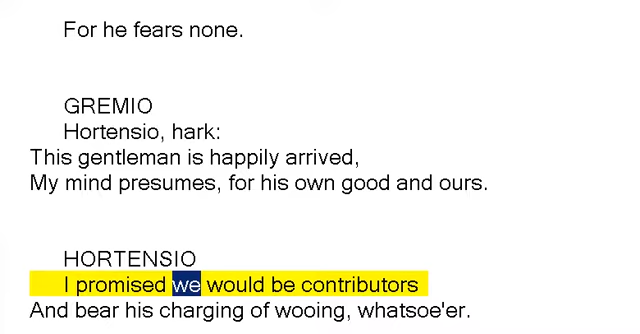 For he fears none.
GREMIO
Hortensio, hark:
This gentleman is happily arrived,
My mind presumes, for his own good and ours.
HORTENSIO
I promised we would be contributors
And bear his charging of wooing, whatsoe'er.